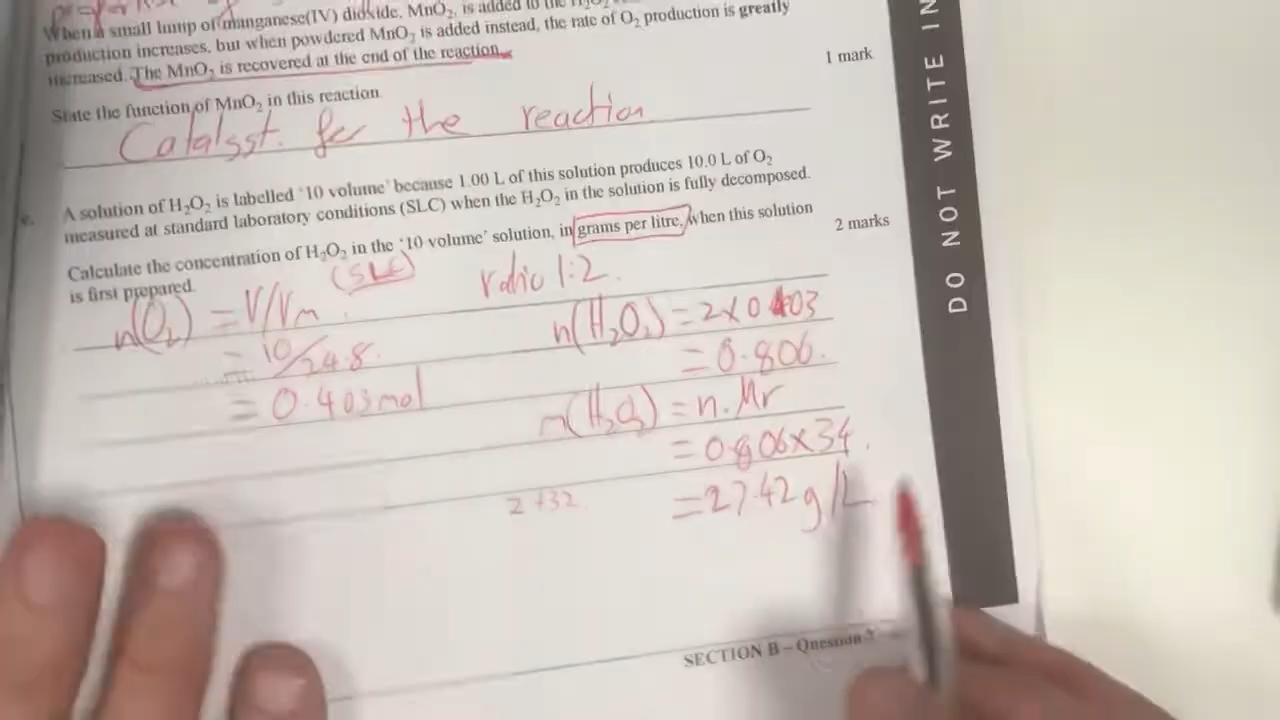 When a small lump of manganese(IV) dioxide, MnO₂, is added to the H₂O₂
production increases, but when powdered MnO₂ is added instead, the rate of O₂ production is greatly
increased. The MnO₂ is recovered at the end of the reaction.
1 mark
State the function of MnO₂ in this reaction.
Catalsst. for the reaction
c.
A solution of H₂O₂ is labelled '10 volume' because 1.00 L of this solution produces 10.0 L of O₂
measured at standard laboratory conditions (SLC) when the H₂O₂ in the solution is fully decomposed.
Calculate the concentration of H₂O₂ in the '10 volume' solution, in grams per litre, when this solution
is first prepared.
2 marks
(SLC)
ratio 1:2.
n(O₂) = V/Vm
= 10/24.8
= 0.403mol
n(H₂O₂) = 2x0.403
= 0.806.
m(H₂O₂) = n.Mr
= 0.806x34.
= 27.42g/L
2+32
SECTION B – Question
DO NOT WRITE IN